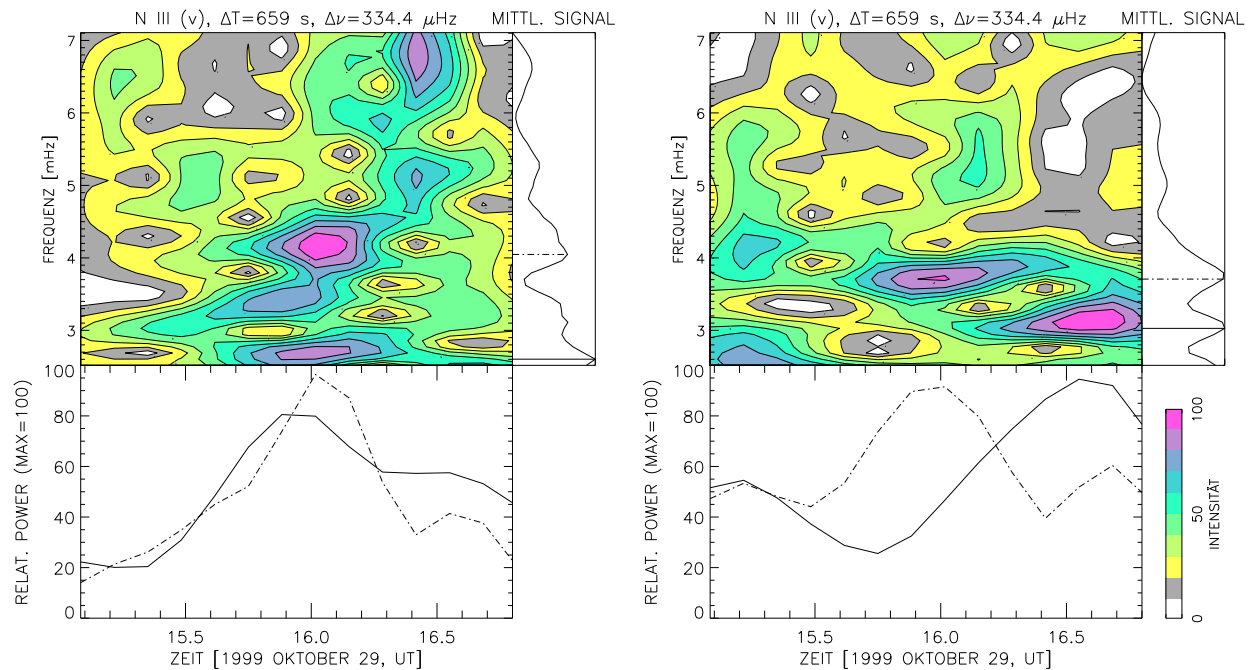 N III (v), ΔT=659 s, Δν=334.4 μHz MITTL. SIGNAL
7
6
5
4
3
FREQUENZ [mHz]
100
80
60
40
20
0
RELAT. POWER (MAX=100)
15.5 16.0 16.5
ZEIT [1999 OKTOBER 29, UT]
N III (v), ΔT=659 s, Δν=334.4 μHz MITTL. SIGNAL
7
6
5
4
3
FREQUENZ [mHz]
100
80
60
40
20
0
RELAT. POWER (MAX=100)
15.5 16.0 16.5
ZEIT [1999 OKTOBER 29, UT]
100
50
0
INTENSITÄT